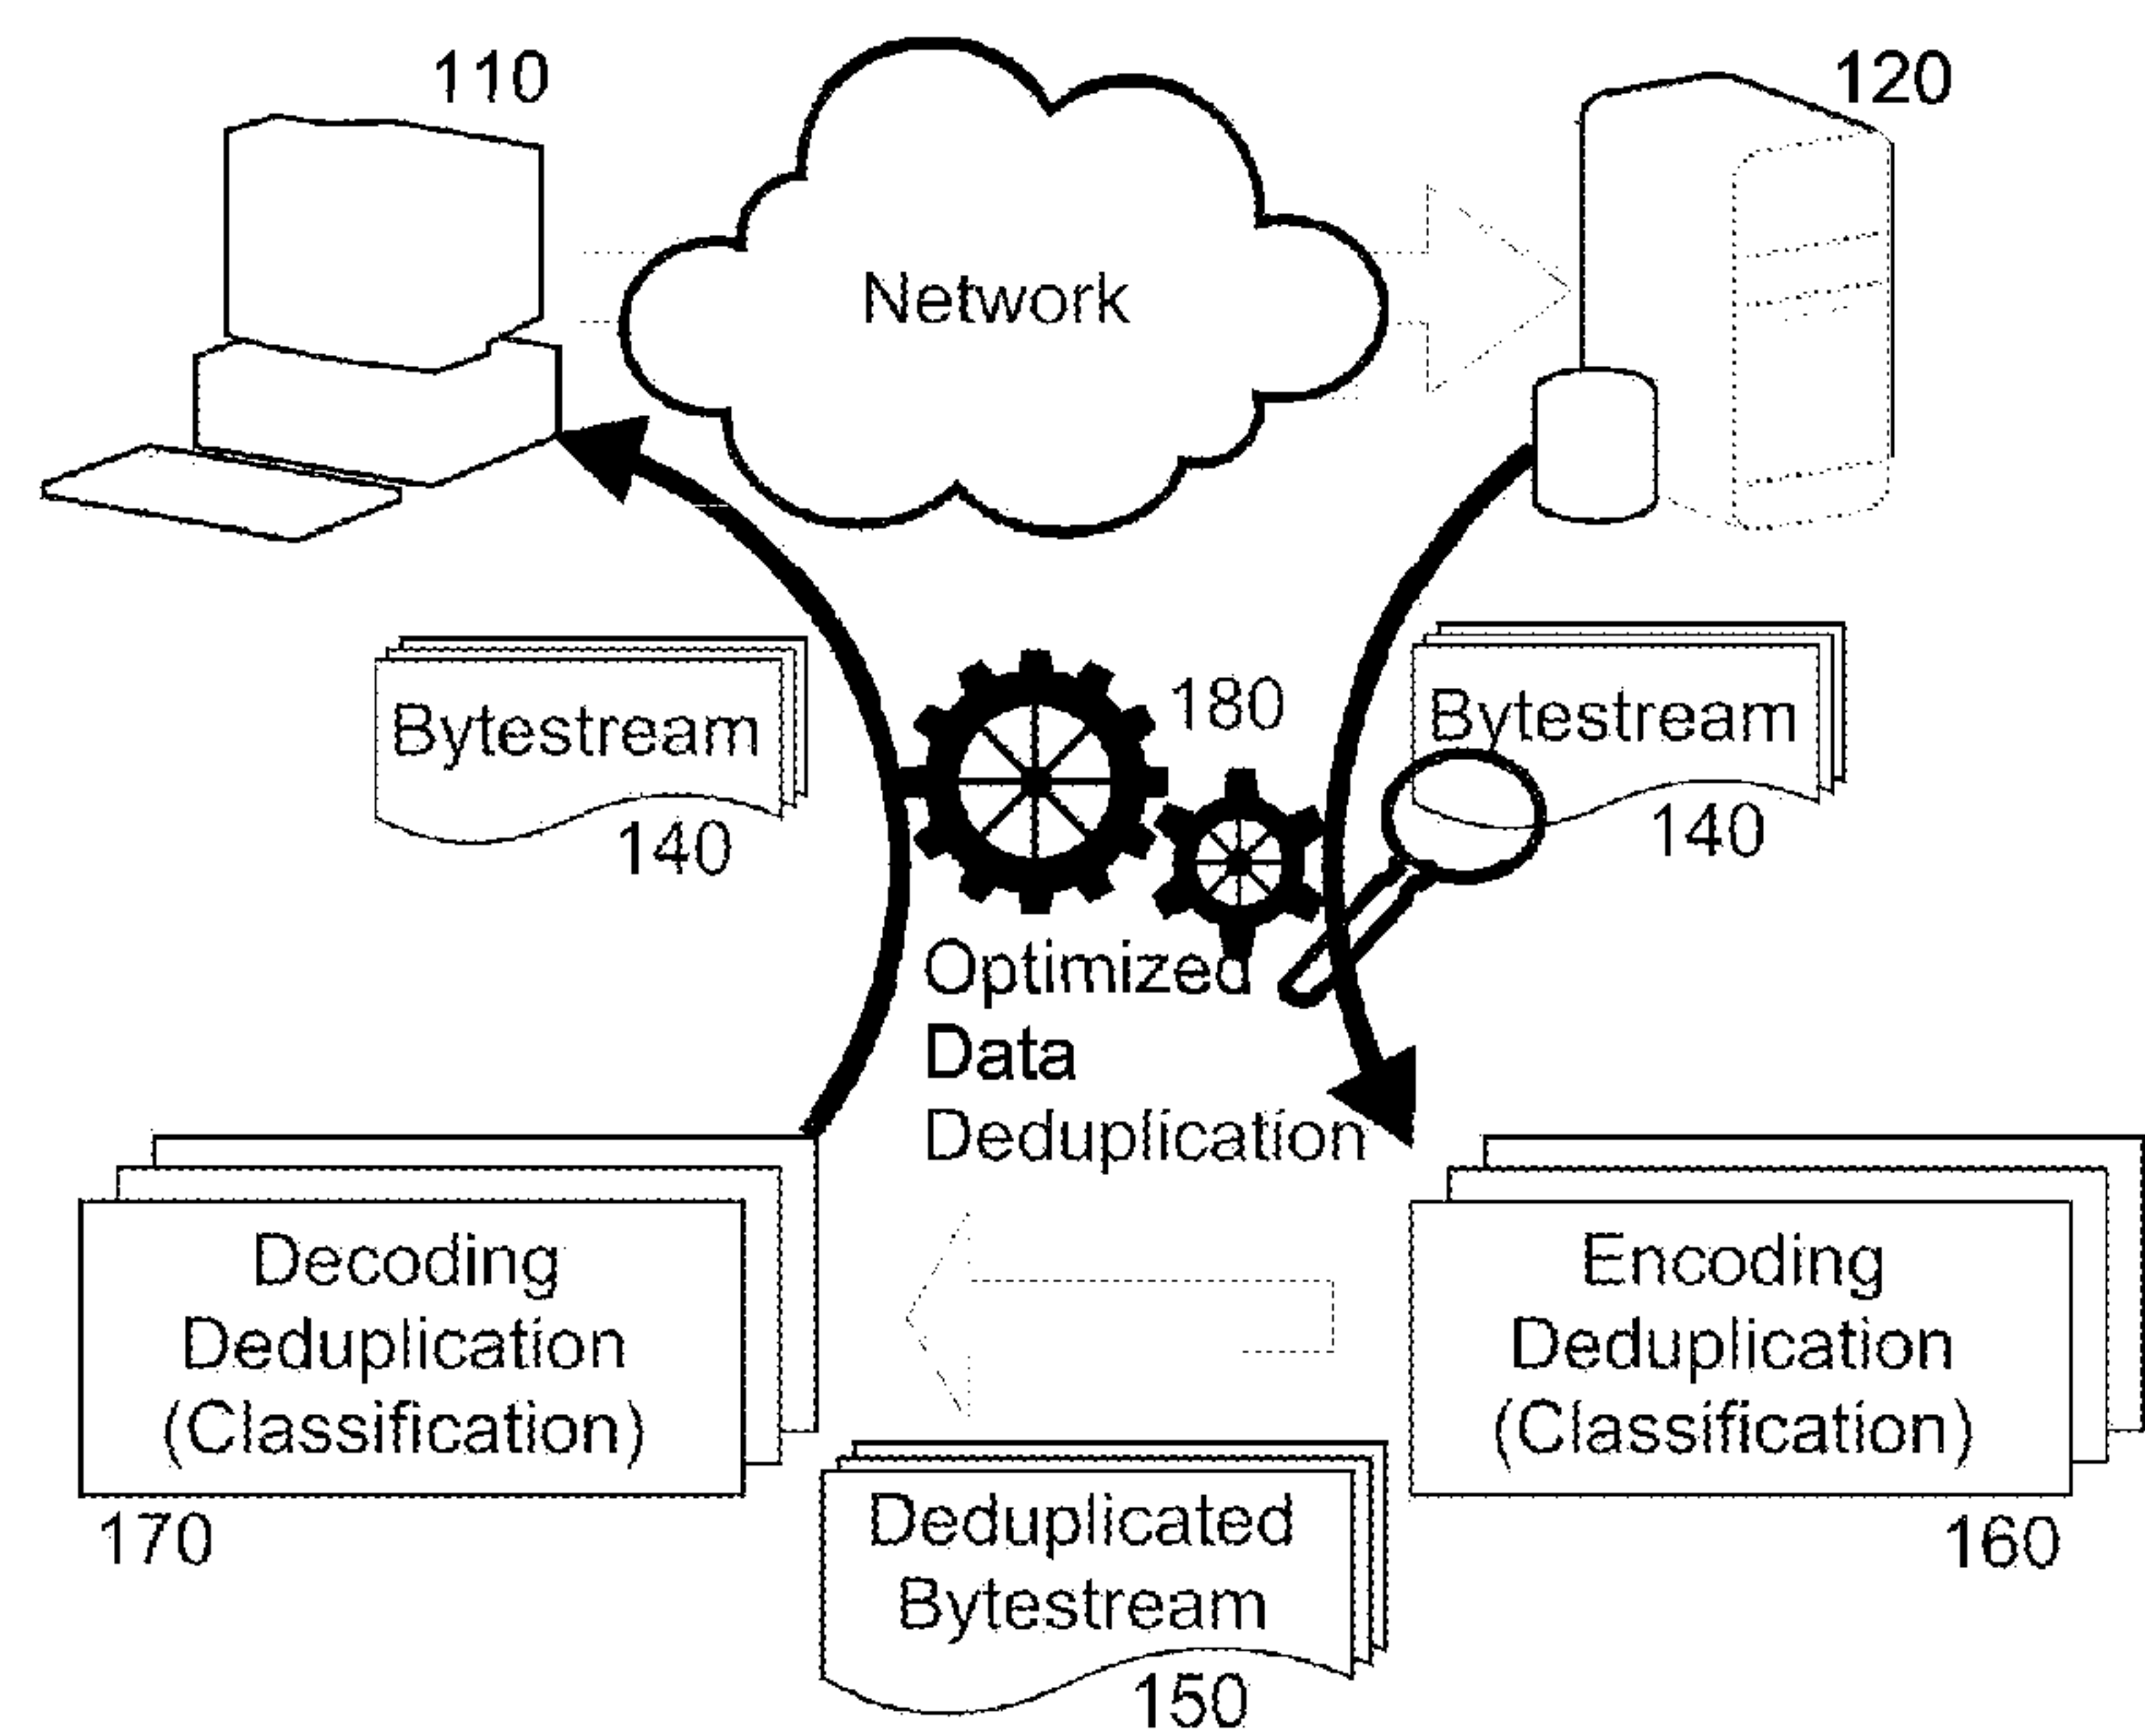 110
120
Network
180
Bytestream
140
Bytestream
140
Optimized
Data
Deduplication
Decoding
Deduplication
(Classification)
170
Encoding
Deduplication
(Classification)
160
Deduplicated
Bytestream
150